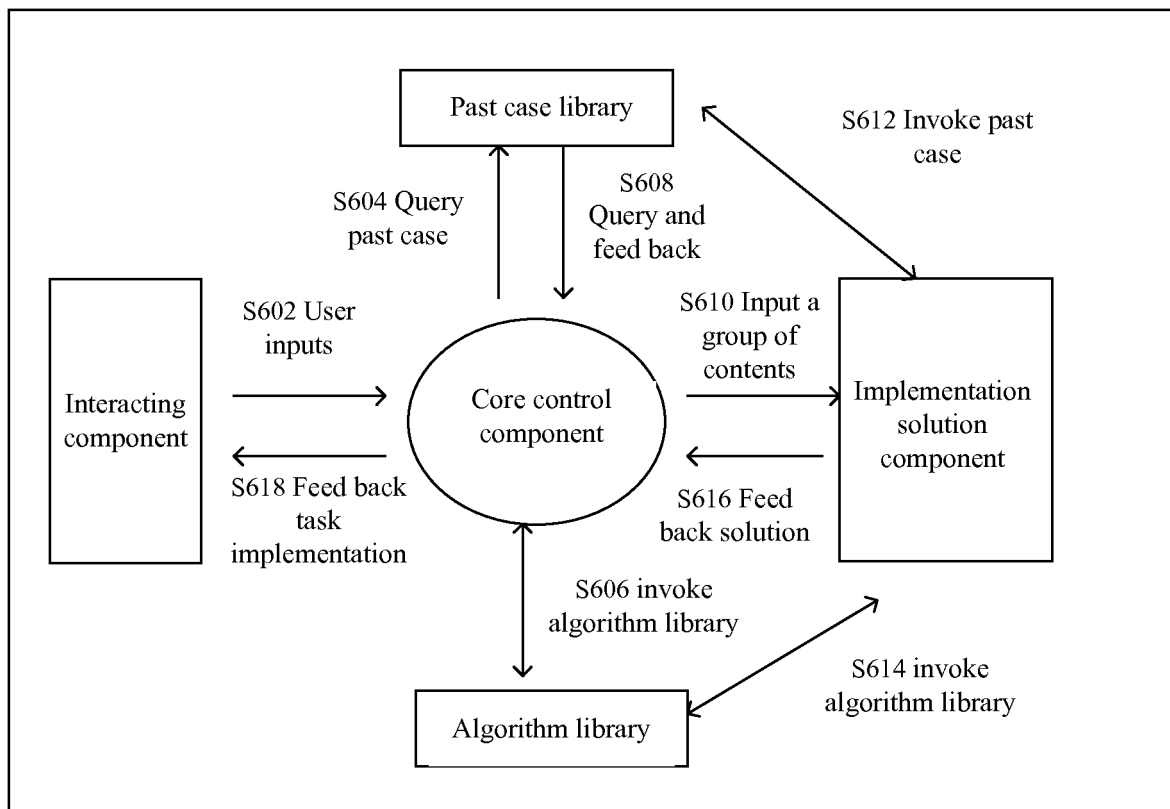 Past case library
S612 Invoke past
case
S604 Query
past case
S608
Query and
feed back
S602 User
inputs
S610 Input a
group of
contents
Interacting
component
Core control
component
Implementation
solution
component
S618 Feed back
task
implementation
S616 Feed
back solution
S606 invoke
algorithm library
S614 invoke
algorithm library
Algorithm library